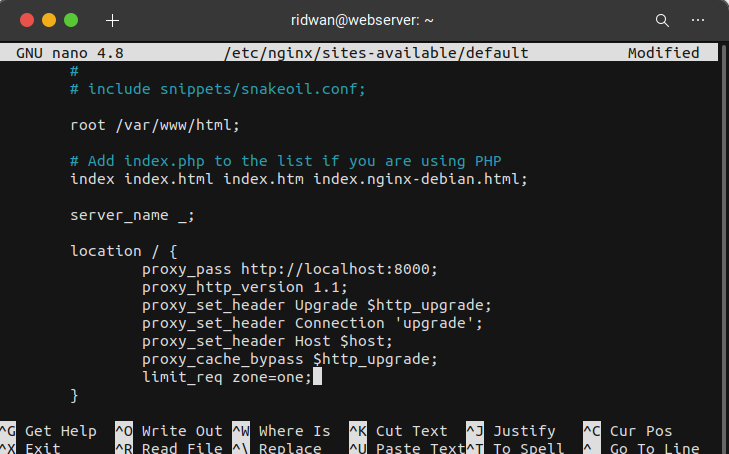 ridwan@webserver: ~
GNU nano 4.8 /etc/nginx/sites-available/default Modified
#
# include snippets/snakeoil.conf;
root /var/www/html;
# Add index.php to the list if you are using PHP
index index.html index.htm index.nginx-debian.html;
server_name _;
location / {
proxy_pass http://localhost:8000;
proxy_http_version 1.1;
proxy_set_header Upgrade $http_upgrade;
proxy_set_header Connection 'upgrade';
proxy_set_header Host $host;
proxy_cache_bypass $http_upgrade;
limit_req zone=one;
}
^G Get Help ^O Write Out ^W Where Is ^K Cut Text ^J Justify ^C Cur Pos
^X Exit ^R Read File ^\ Replace ^U Paste Text ^T To Spell ^_ Go To Line